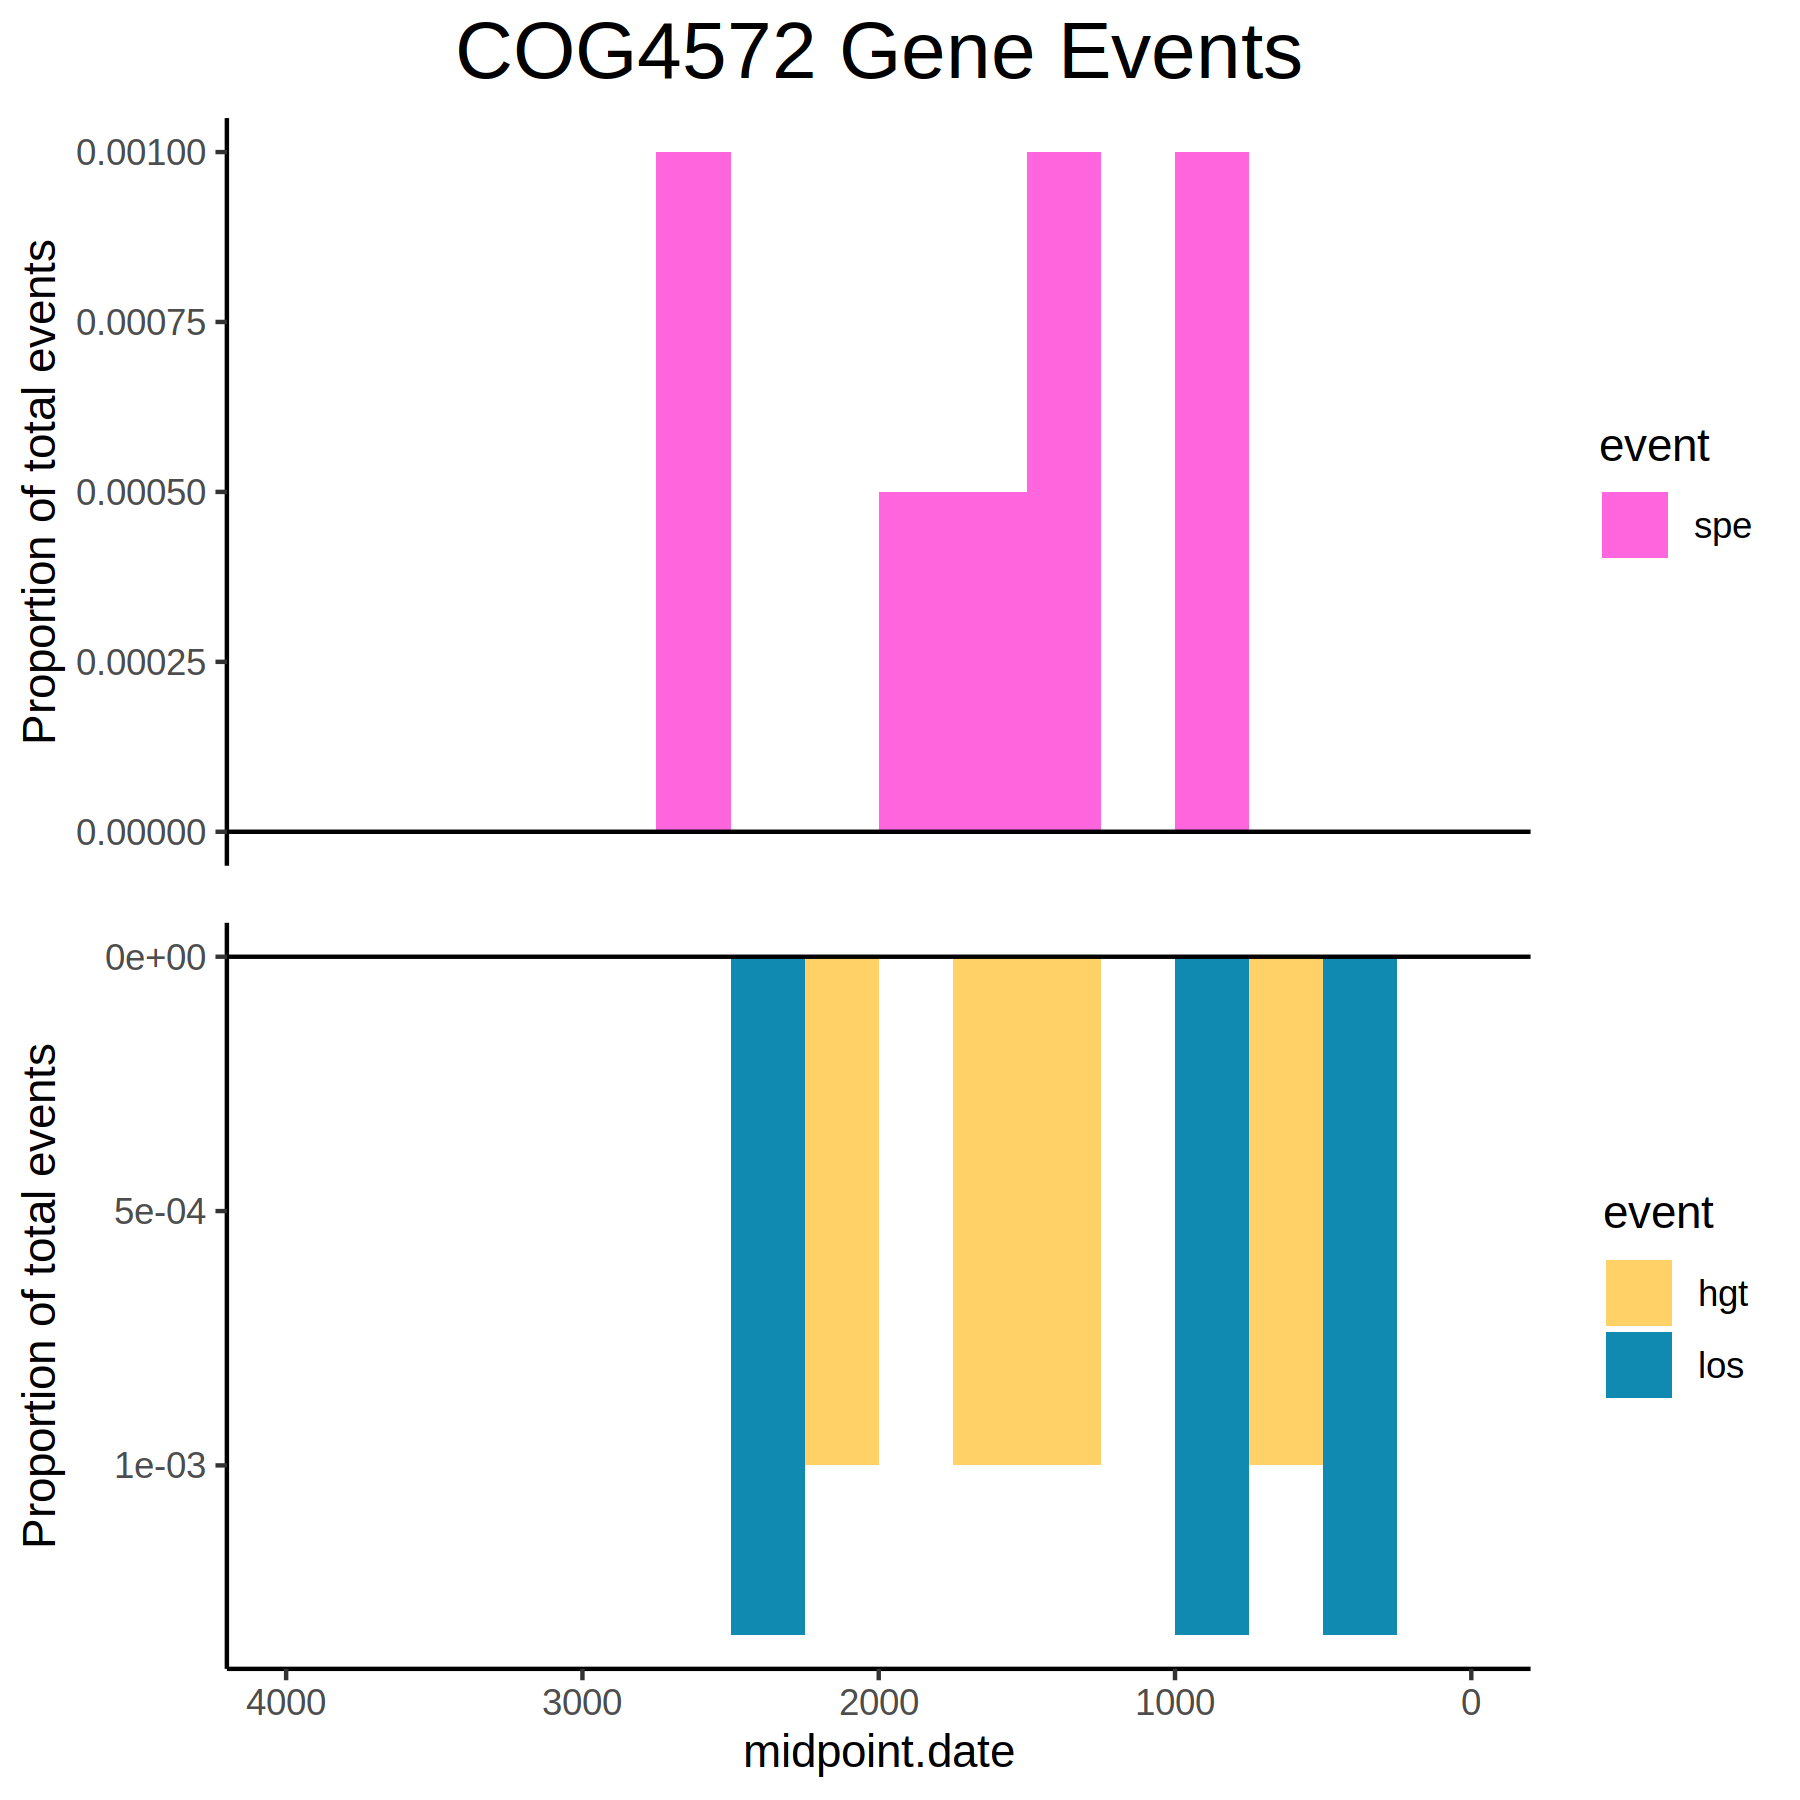 COG4572 Gene Events
Proportion of total events
0.00100
0.00075
0.00050
0.00025
0.00000
event
spe
Proportion of total events
0e+00
5e-04
1e-03
event
hgt
los
4000 3000 2000 1000 0
midpoint.date